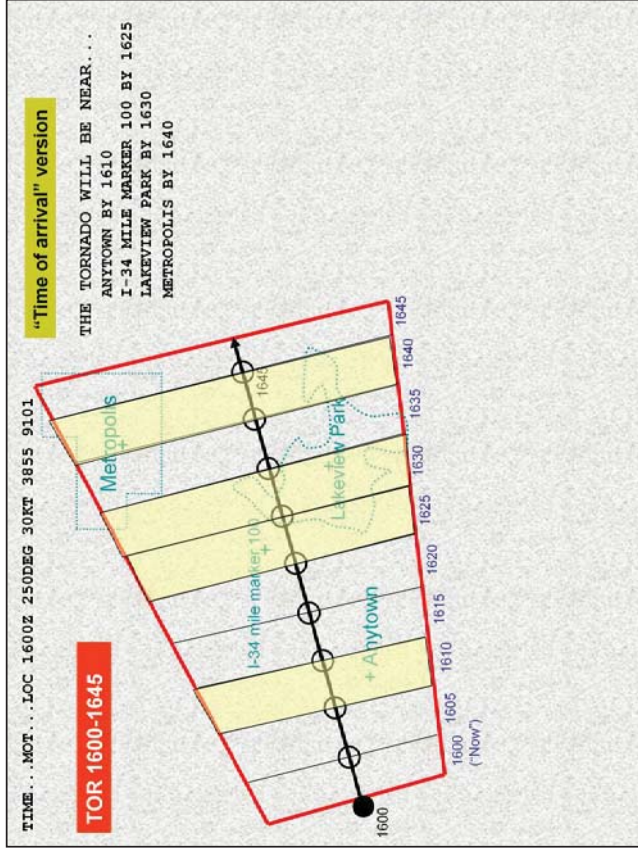 TIME...MOT...LOC 1600Z 250DEG 30KT 3855 9101
TOR 1600-1645
"Time of arrival" version
THE TORNADO WILL BE NEAR...
ANYTOWN BY 1610
I-34 MILE MARKER 100 BY 1625
LAKEVIEW PARK BY 1630
METROPOLIS BY 1640
Metropolis
+
1645
I-34 mile marker 100
+
Lakeview Park
+
+ Anytown
1600
1600
("Now")
1605
1610
1615
1620
1625
1630
1635
1640
1645